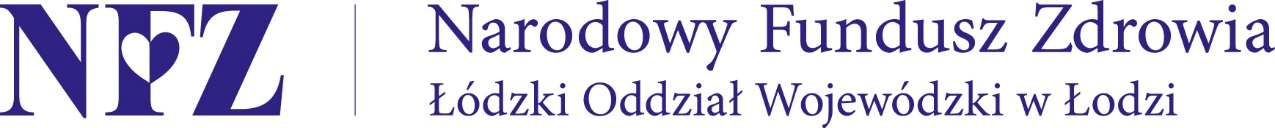 NFZ
Narodowy Fundusz Zdrowia
Łódzki Oddział Wojewódzki w Łodzi